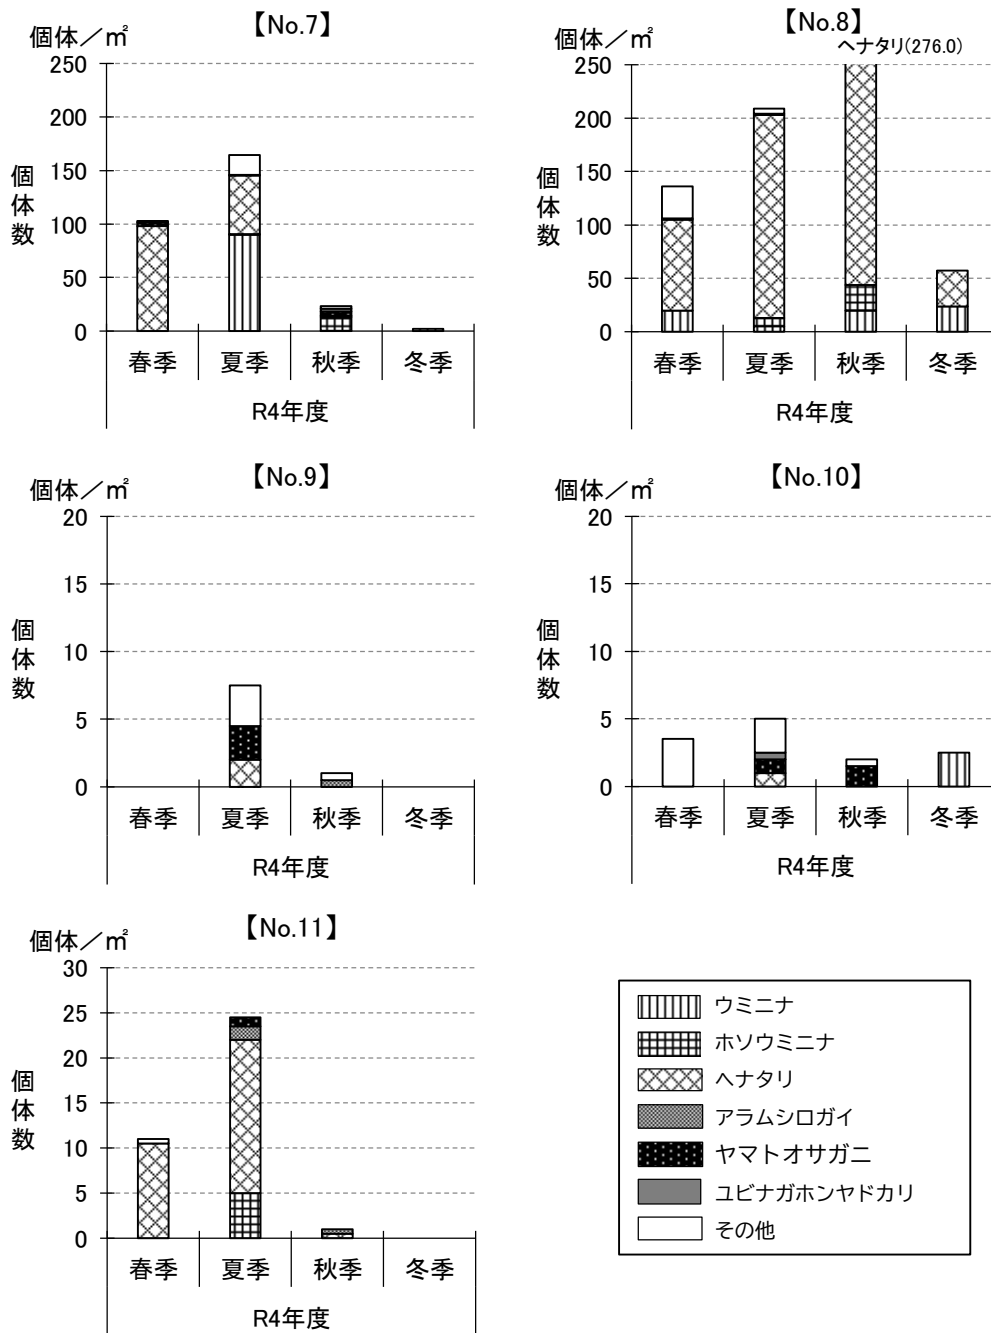 【No.7】
個体／㎡
250
200
150
100
50
0
個体数
春季 夏季 秋季 冬季
R4年度
【No.8】
個体／㎡
ヘナタリ(276.0)
250
200
150
100
50
0
個体数
春季 夏季 秋季 冬季
R4年度
【No.9】
個体／㎡
20
15
10
5
0
個体数
春季 夏季 秋季 冬季
R4年度
【No.10】
個体／㎡
20
15
10
5
0
個体数
春季 夏季 秋季 冬季
R4年度
【No.11】
個体／㎡
30
25
20
15
10
5
0
個体数
春季 夏季 秋季 冬季
R4年度
ウミニナ
ホソウミニナ
ヘナタリ
アラムシロガイ
ヤマトオサガニ
ユビナガホンヤドカリ
その他